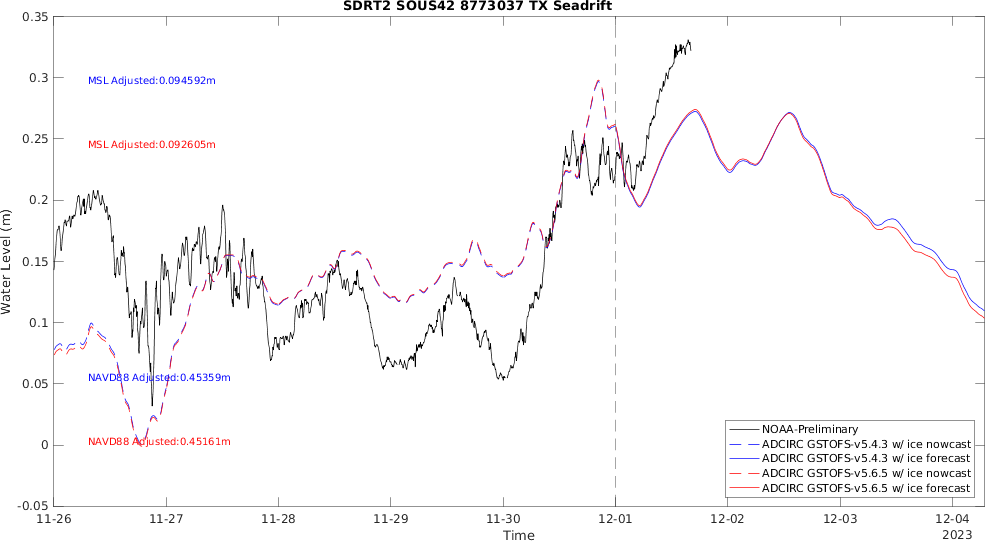 SDRT2 SOUS42 8773037 TX Seadrift
0.35
0.3
0.25
0.2
0.15
0.1
0.05
0
-0.05
Water Level (m)
MSL Adjusted:0.094592m
MSL Adjusted:0.092605m
NAVD88 Adjusted:0.45359m
NAVD88 Adjusted:0.45161m
NOAA-Preliminary
ADCIRC GSTOFS-v5.4.3 w/ ice nowcast
ADCIRC GSTOFS-v5.4.3 w/ ice forecast
ADCIRC GSTOFS-v5.6.5 w/ ice nowcast
ADCIRC GSTOFS-v5.6.5 w/ ice forecast
11-26 11-27 11-28 11-29 11-30 12-01 12-02 12-03 12-04
2023
Time